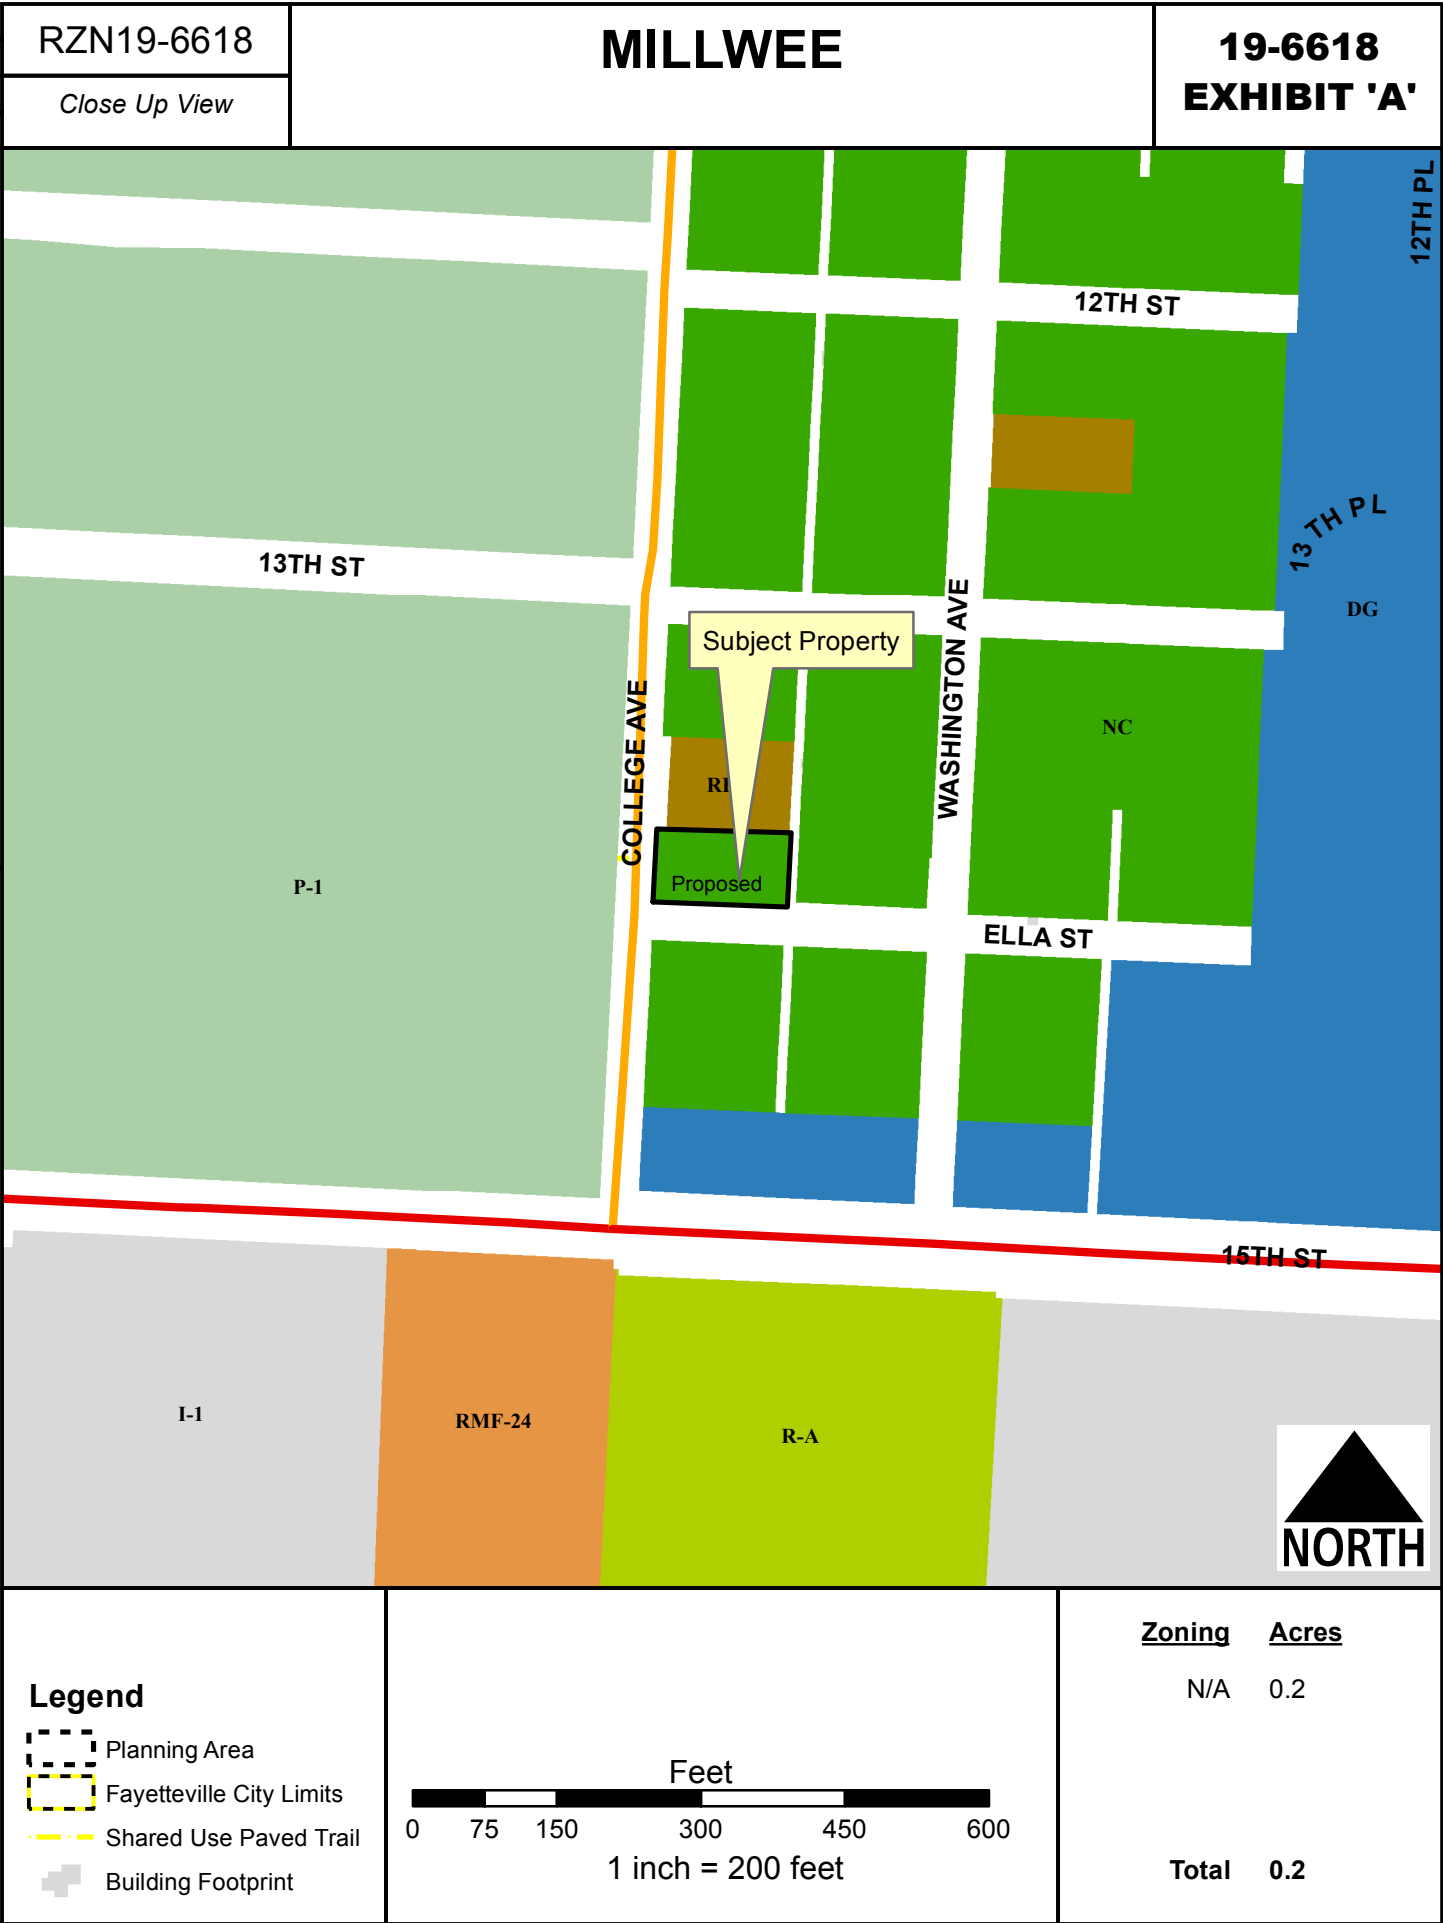 RZN19-6618
Close Up View
MILLWEE
19-6618
EXHIBIT 'A'
12TH PL
12TH ST
13TH PL
13TH ST
DG
Subject Property
WASHINGTON AVE
COLLEGE AVE
NC
P-1
Proposed
ELLA ST
15TH ST
I-1
RMF-24
R-A
NORTH
Legend
Planning Area
Fayetteville City Limits
Shared Use Paved Trail
Building Footprint
Feet
0 75 150 300 450 600
1 inch = 200 feet
Zoning Acres
N/A 0.2
Total 0.2